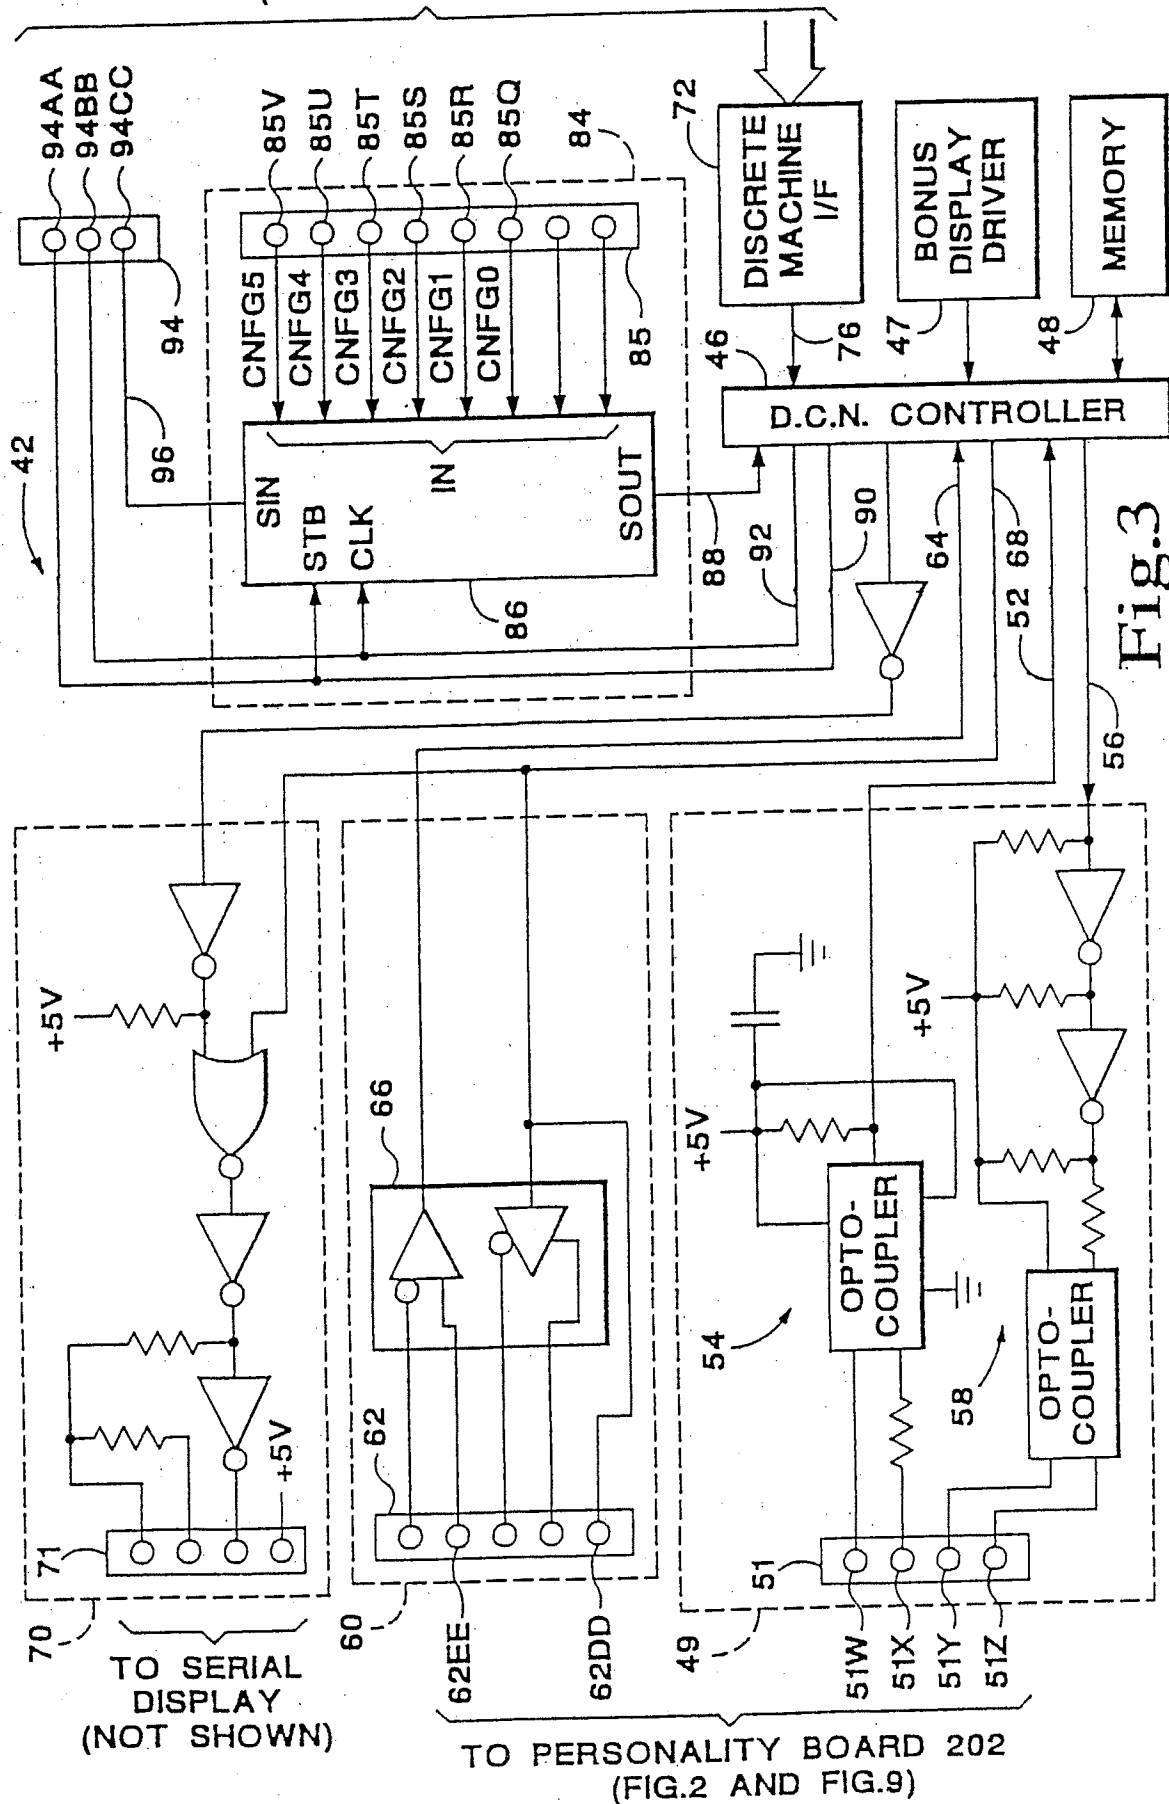 42
94AA
94BB
94CC
94
96
85V
85U
85T
85S
85R
85Q
84
CNFG5
CNFG4
CNFG3
CNFG2
CNFG1
CNFG0
85
SIN
STB
CLK
IN
SOUT
86
88
72
DISCRETE
MACHINE
I/F
76
BONUS
DISPLAY
DRIVER
47
MEMORY
48
46
D.C.N. CONTROLLER
92
90
64
68
52
56
Fig.3
+5V
+5V
71
70
TO SERIAL
DISPLAY
(NOT SHOWN)
66
62
60
62EE
62DD
+5V
+5V
OPTO-
COUPLER
54
OPTO-
COUPLER
58
51
49
51W
51X
51Y
51Z
TO PERSONALITY BOARD 202
(FIG.2 AND FIG.9)